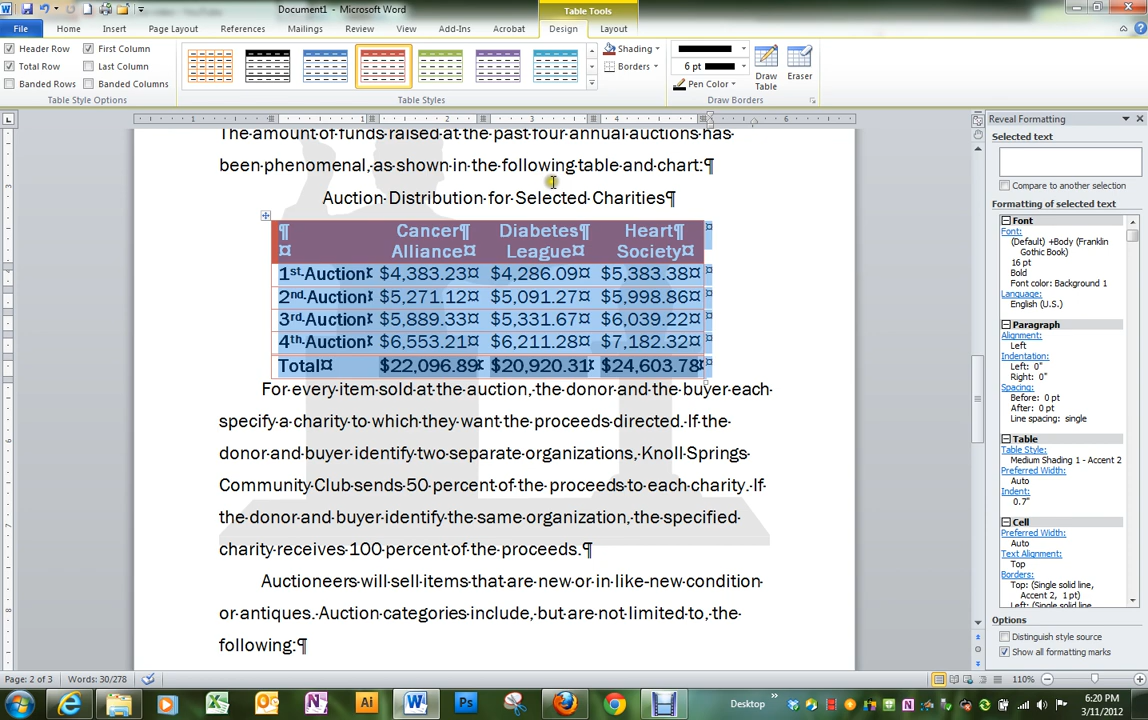 Document1 - Microsoft Word
Table Tools
File Home Insert Page Layout References Mailings Review View Add-Ins Acrobat Design Layout
Header Row First Column
Total Row Last Column
Banded Rows Banded Columns
Table Style Options
Table Styles
Shading
Borders
6 pt
Pen Color
Draw Table
Eraser
Draw Borders
The·amount·of·funds·raised·at·the·past·four·annual·auctions·has·
been·phenomenal,·as·shown·in·the·following·table·and·chart:¶
Auction·Distribution·for·Selected·Charities¶
¶ Cancer¶ Diabetes¶ Heart¶
¤ Alliance¤ League¤ Society¤ ¤
1st·Auction¤ $4,383.23¤ $4,286.09¤ $5,383.38¤ ¤
2nd·Auction¤ $5,271.12¤ $5,091.27¤ $5,998.86¤ ¤
3rd·Auction¤ $5,889.33¤ $5,331.67¤ $6,039.22¤ ¤
4th·Auction¤ $6,553.21¤ $6,211.28¤ $7,182.32¤ ¤
Total¤ $22,096.89¤ $20,920.31¤ $24,603.78¤ ¤
For·every·item·sold·at·the·auction,·the·donor·and·the·buyer·each·
specify·a·charity·to·which·they·want·the·proceeds·directed.·If·the·
donor·and·buyer·identify·two·separate·organizations,·Knoll·Springs·
Community·Club·sends·50·percent·of·the·proceeds·to·each·charity.·If·
the·donor·and·buyer·identify·the·same·organization,·the·specified·
charity·receives·100·percent·of·the·proceeds.¶
Auctioneers·will·sell·items·that·are·new·or·in·like-new·condition·
or·antiques.·Auction·categories·include,·but·are·not·limited·to,·the·
following:¶
Reveal Formatting
Selected text
Compare to another selection
Formatting of selected text
Font
Font:
(Default) +Body (Franklin
Gothic Book)
16 pt
Bold
Font color: Background 1
Language:
English (U.S.)
Paragraph
Alignment:
Left
Indentation:
Left: 0"
Right: 0"
Spacing:
Before: 0 pt
After: 0 pt
Line spacing: single
Table
Table Style:
Medium Shading 1 - Accent 2
Preferred Width:
Auto
Indent:
0.7"
Cell
Preferred Width:
Auto
Text Alignment:
Top
Borders:
Top: (Single solid line,
Accent 2, 1 pt)
Left: (Single solid
Options
Distinguish style source
Show all formatting marks
Page: 2 of 3 Words: 30/278 110%
Desktop
6:20 PM
3/11/2012